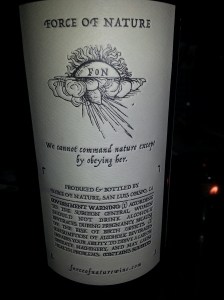 FORCE OF NATURE
FON
We cannot command nature except
by obeying her.
PRODUCED & BOTTLED BY
FORCE OF NATURE, SAN LUIS OBISPO, CA
GOVERNMENT WARNING: (1) ACCORDING
TO THE SURGEON GENERAL, WOMEN
SHOULD NOT DRINK ALCOHOLIC
BEVERAGES DURING PREGNANCY BECAUSE
OF THE RISK OF BIRTH DEFECTS. (2)
CONSUMPTION OF ALCOHOLIC BEVERAGES
IMPAIRS YOUR ABILITY TO DRIVE A CAR OR
OPERATE MACHINERY, AND MAY CAUSE
HEALTH PROBLEMS. CONTAINS SULFITES
forceofnaturewine.com